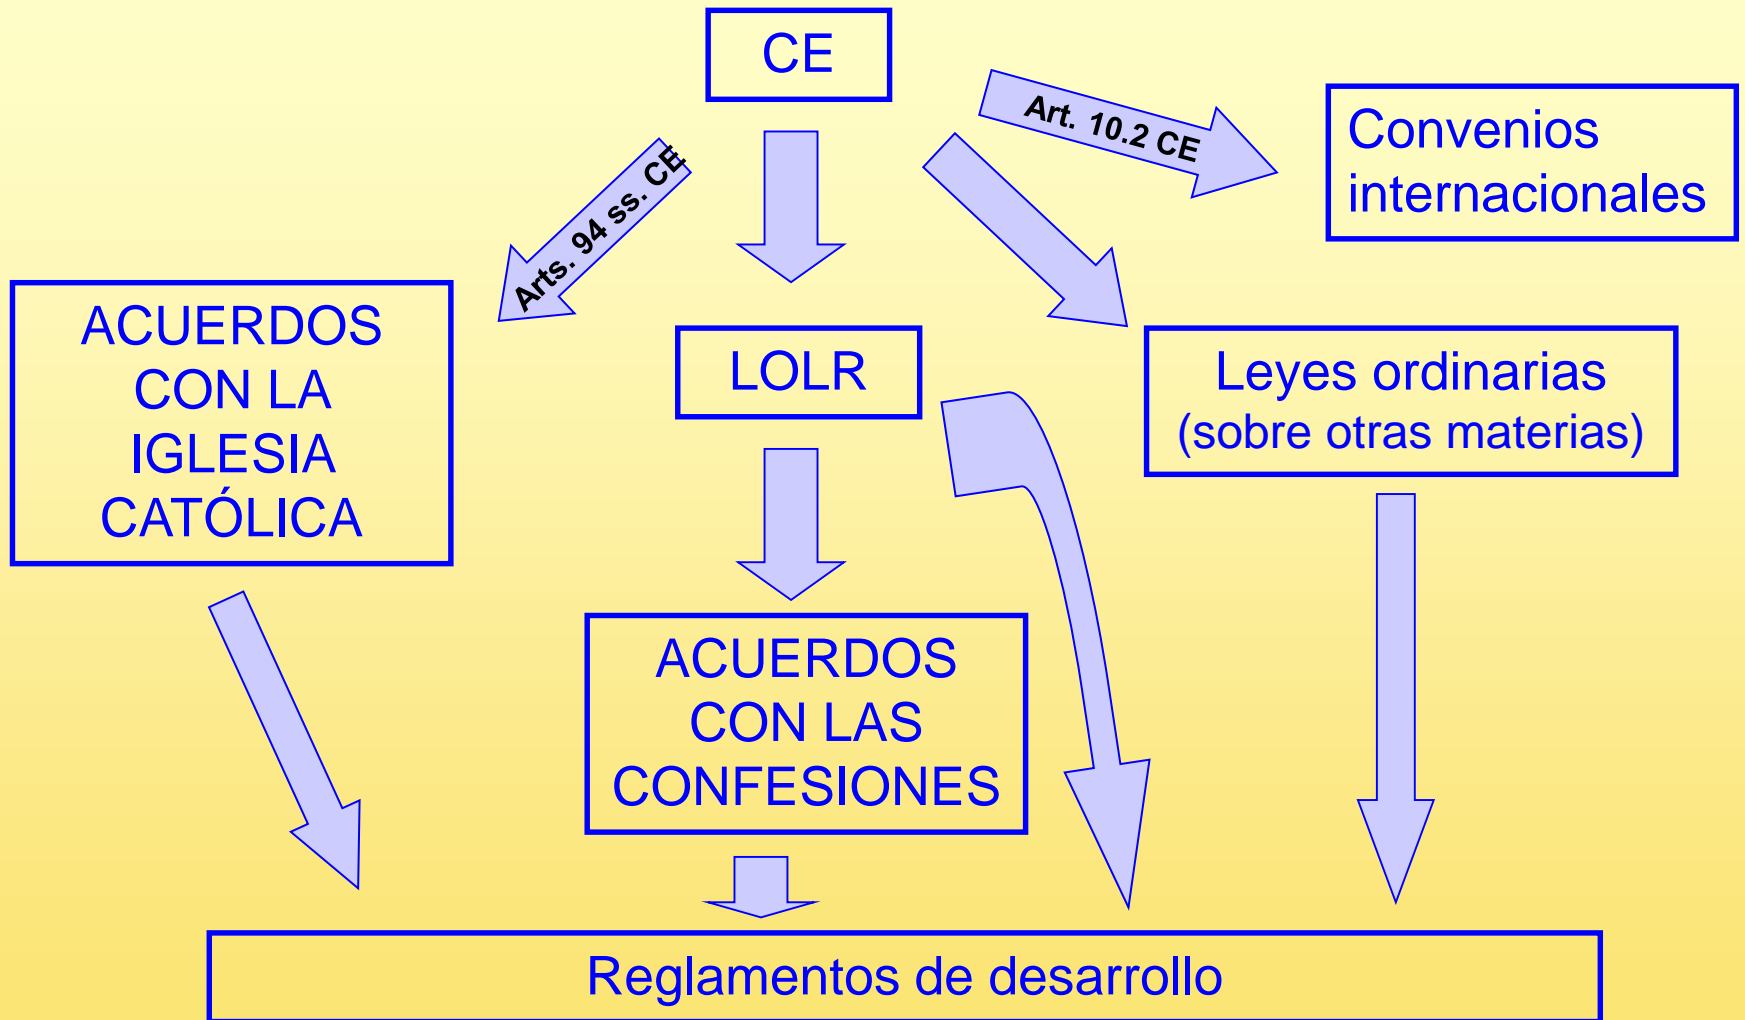 CE
Art. 10.2 CE
Convenios
internacionales
Arts. 94 ss. CE
ACUERDOS
CON LA
IGLESIA
CATÓLICA
LOLR
Leyes ordinarias
(sobre otras materias)
ACUERDOS
CON LAS
CONFESIONES
Reglamentos de desarrollo